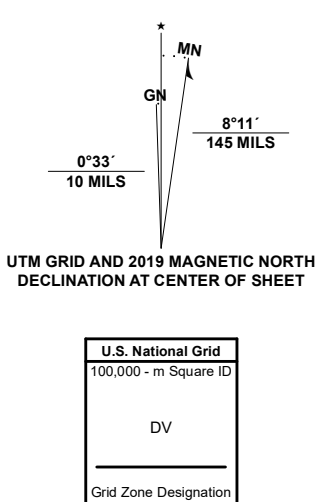 ★
MN
GN
8°11´
145 MILS
0°33´
10 MILS
UTM GRID AND 2019 MAGNETIC NORTH
DECLINATION AT CENTER OF SHEET
U.S. National Grid
100,000 - m Square ID
DV
Grid Zone Designation